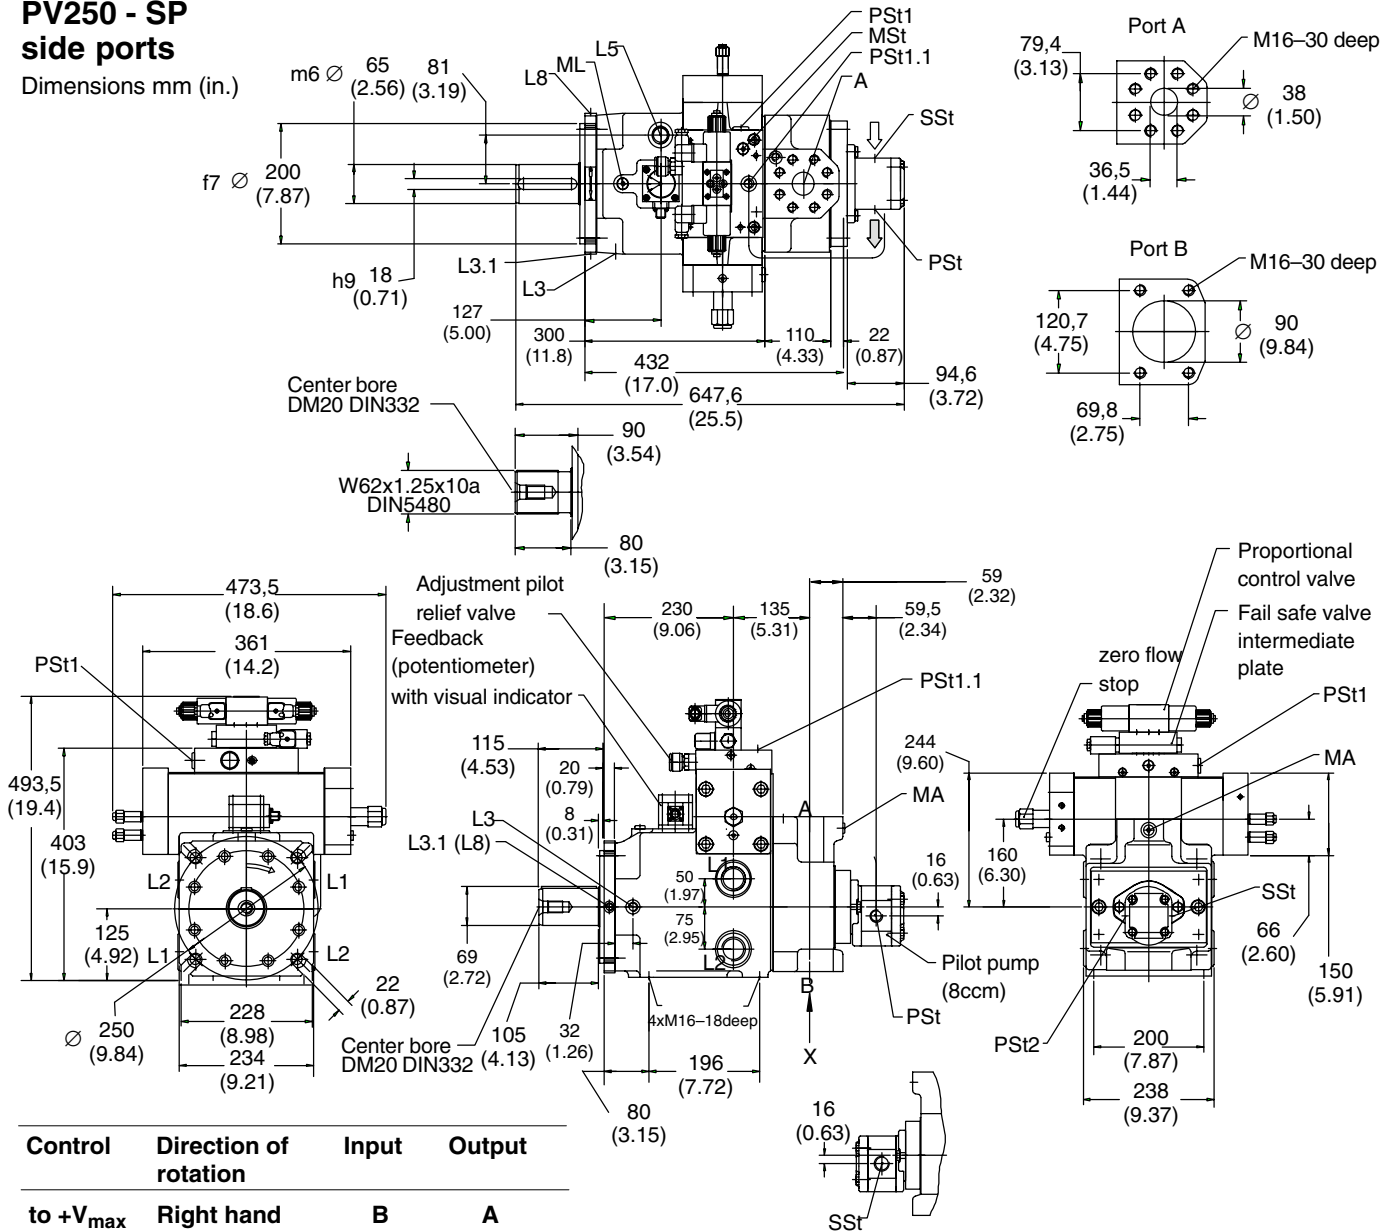 PV250 - SP
side ports
Dimensions mm (in.)
m6 ∅ 65
(2.56)
81
(3.19)
L5
ML
L8
PSt1
MSt
PSt1.1
A
SSt
f7 ∅ 200
(7.87)
h9 18
(0.71)
L3.1
L3
PSt
127
(5.00)
300
(11.8)
110
(4.33)
22
(0.87)
432
(17.0)
94,6
(3.72)
647,6
(25.5)
Port A
79,4
(3.13)
M16–30 deep
∅ 38
(1.50)
36,5
(1.44)
Port B
M16–30 deep
120,7
(4.75)
∅ 90
(9.84)
69,8
(2.75)
Center bore
DM20 DIN332
90
(3.54)
W62x1.25x10a
DIN5480
80
(3.15)
473,5
(18.6)
361
(14.2)
PSt1
493,5
(19.4)
403
(15.9)
L2
L1
125
(4.92)
L1
L2
22
(0.87)
∅ 250
(9.84)
228
(8.98)
234
(9.21)
Adjustment pilot
relief valve
Feedback
(potentiometer)
with visual indicator
230
(9.06)
135
(5.31)
59
(2.32)
59,5
(2.34)
PSt1.1
115
(4.53)
20
(0.79)
8
(0.31)
L3
L3.1 (L8)
A
MA
L1
50
(1.97)
75
(2.95)
L2
16
(0.63)
69
(2.72)
105
(4.13)
32
(1.26)
Center bore
DM20 DIN332
4xM16–18deep
196
(7.72)
80
(3.15)
B
X
Pilot pump
(8ccm)
PSt
Proportional
control valve
Fail safe valve
intermediate
plate
zero flow
stop
PSt1
MA
244
(9.60)
160
(6.30)
SSt
66
(2.60)
150
(5.91)
PSt2
200
(7.87)
238
(9.37)
16
(0.63)
SSt
Control Direction of rotation Input Output
to +Vmax Right hand B A